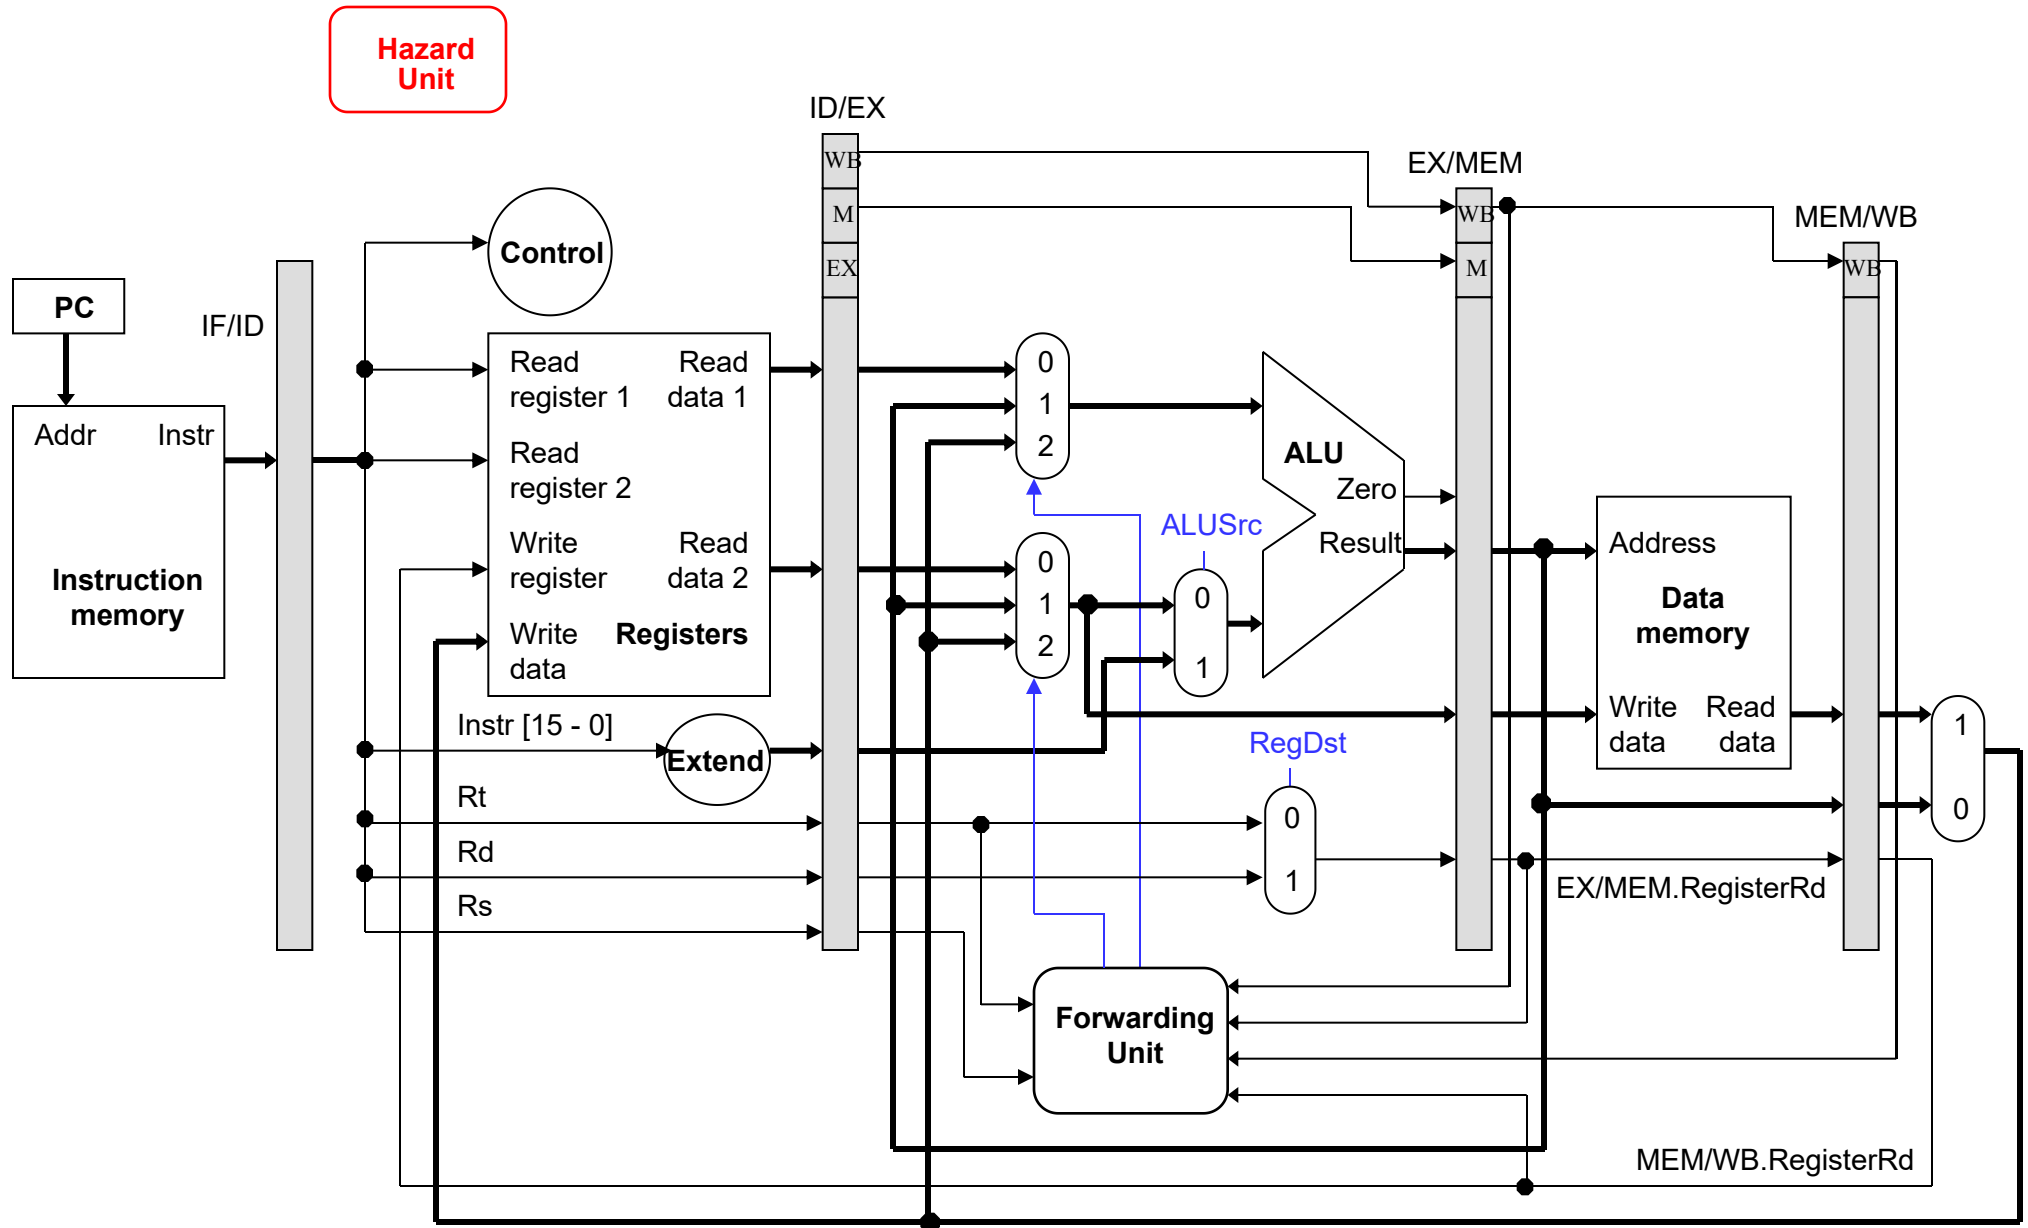 Hazard
Unit
ID/EX
WB
M
EX
EX/MEM
WB
M
MEM/WB
WB
Control
PC
IF/ID
Addr Instr
Instruction
memory
Read
register 1
Read
data 1
Read
register 2
Write
register
Read
data 2
Write
data
Registers
0
1
2
0
1
2
ALUSrc
0
1
ALU
Zero
Result
Address
Data
memory
Write
data
Read
data
1
0
Instr [15 - 0]
Extend
RegDst
0
1
Rt
Rd
Rs
EX/MEM.RegisterRd
Forwarding
Unit
MEM/WB.RegisterRd